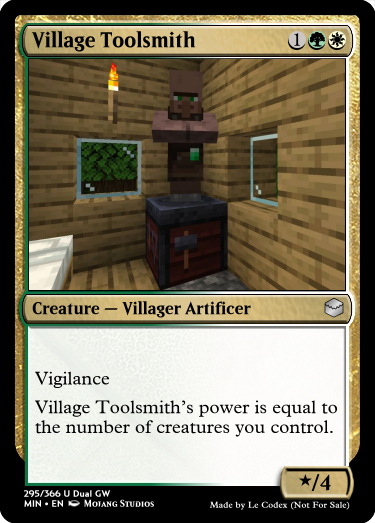 Village Toolsmith 1
Creature — Villager Artificer
Vigilance
Village Toolsmith's power is equal to
the number of creatures you control.
★/4
295/366 U Dual GW
MIN • EN Mojang Studios
Made by Le Codex (Not For Sale)